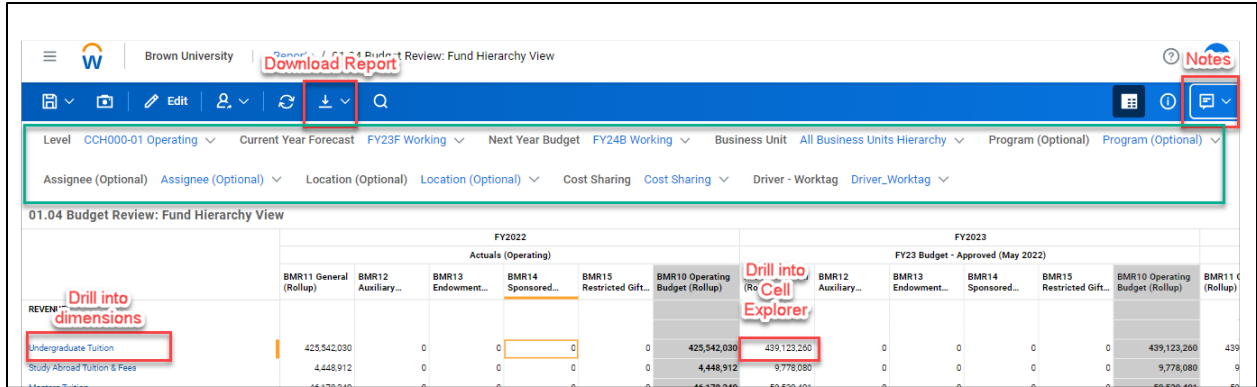 Brown University Reports / 01.04 Budget Review: Fund Hierarchy View
Download Report
Notes
Edit
Level CCH000-01 Operating Current Year Forecast FY23F Working Next Year Budget FY24B Working Business Unit All Business Units Hierarchy Program (Optional) Program (Optional)
Assignee (Optional) Assignee (Optional) Location (Optional) Location (Optional) Cost Sharing Cost Sharing Driver - Worktag Driver_Worktag
01.04 Budget Review: Fund Hierarchy View
FY2022 FY2023
Actuals (Operating) FY23 Budget - Approved (May 2022)
BMR11 General BMR12 BMR13 BMR14 BMR15 BMR10 Operating BMR12 BMR13 BMR14 BMR15 BMR10 Operating BMR11
(Rollup) Auxiliary... Endowment... Sponsored... Restricted Gift... Budget (Rollup) Auxiliary... Endowment... Sponsored... Restricted Gift... Budget (Rollup) (Rollup)
Drill into
Cell
Explorer
Drill into
dimensions
Undergraduate Tuition 425,542,030 0 0 0 0 425,542,030 439,123,260 0 0 0 0 439,123,260 439
Study Abroad Tuition & Fees 4,448,912 0 0 0 0 4,448,912 9,778,080 0 0 0 0 9,778,080 9